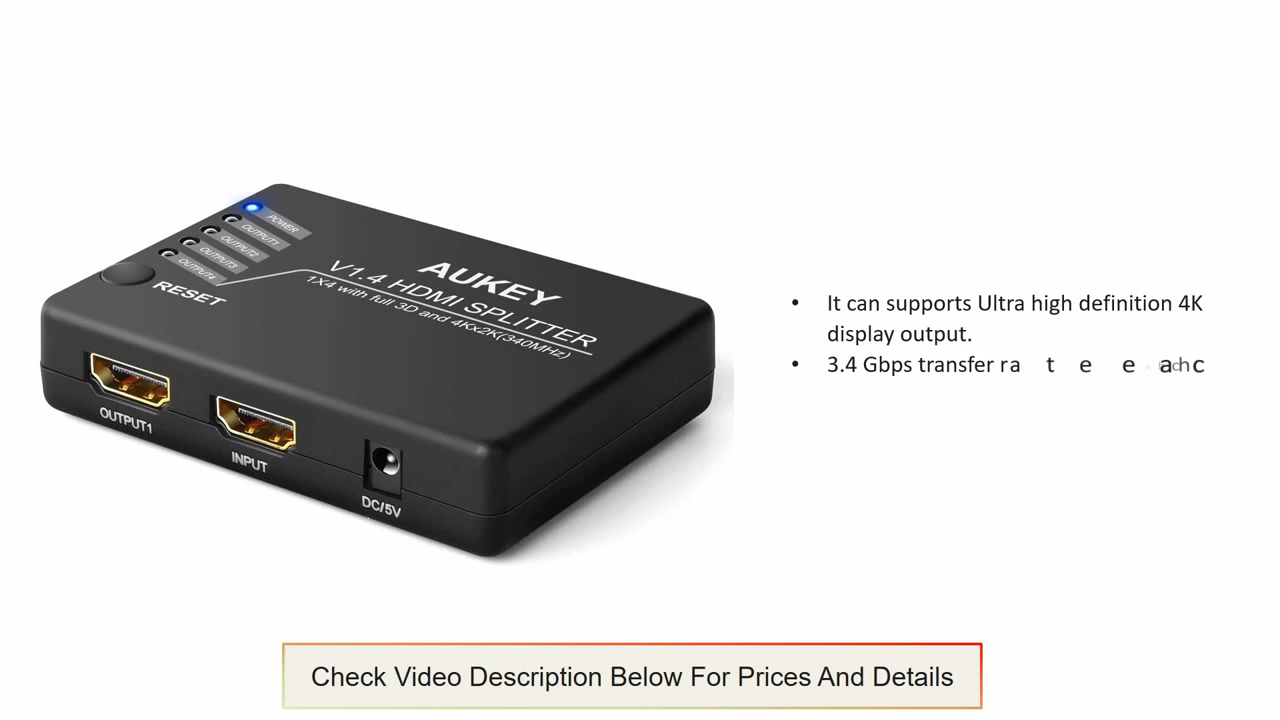 POWER
OUTPUT1
OUTPUT2
OUTPUT3
OUTPUT4
RESET
AUKEY
V1.4 HDMI SPLITTER
1X4 with full 3D and 4Kx2K(340MHz)
OUTPUT1
INPUT
DC/5V
• It can supports Ultra high definition 4K
display output.
• 3.4 Gbps transfer rate
Check Video Description Below For Prices And Details